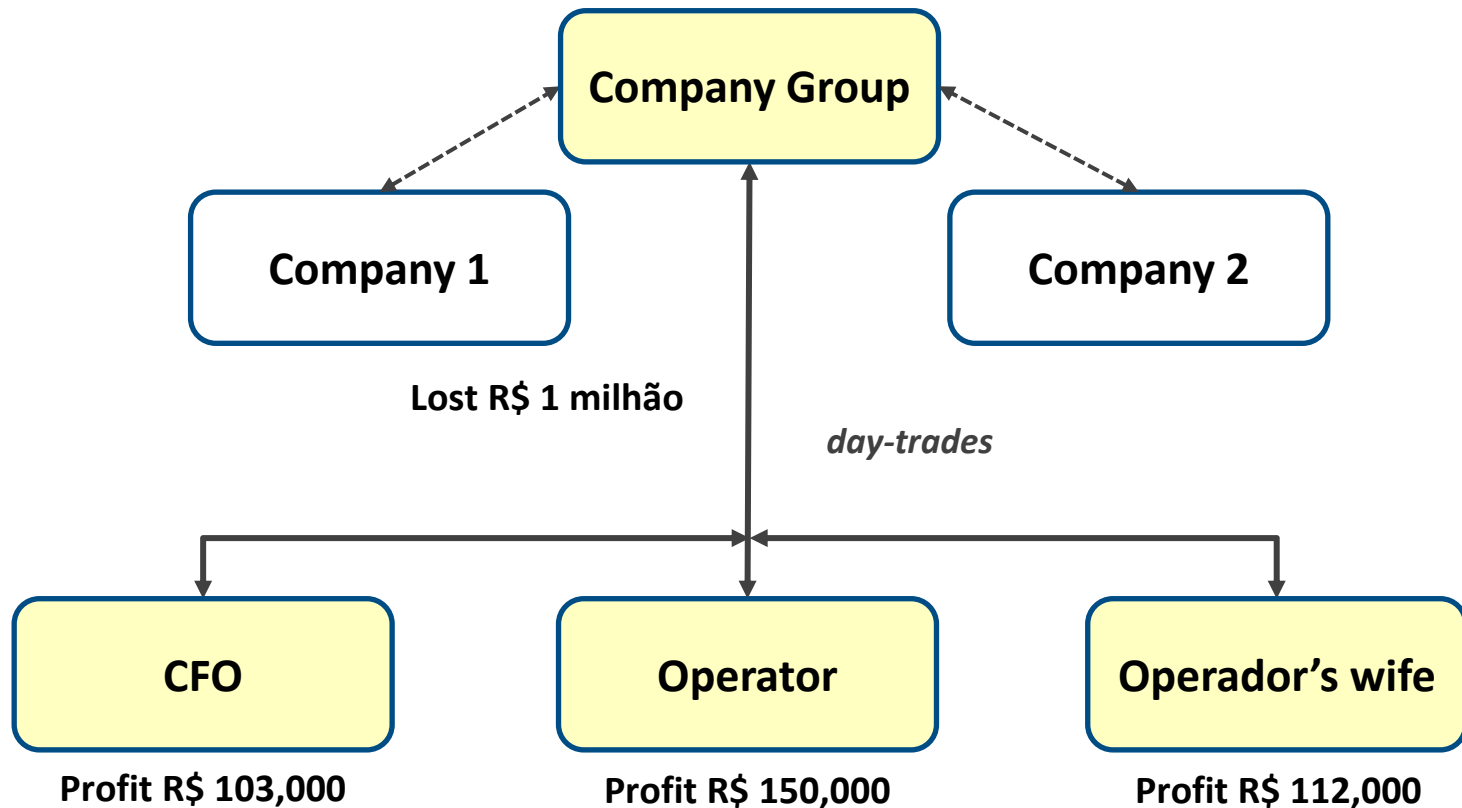 Company Group
Company 1
Company 2
Lost R$ 1 milhão
day-trades
CFO
Operator
Operador’s wife
Profit R$ 103,000
Profit R$ 150,000
Profit R$ 112,000